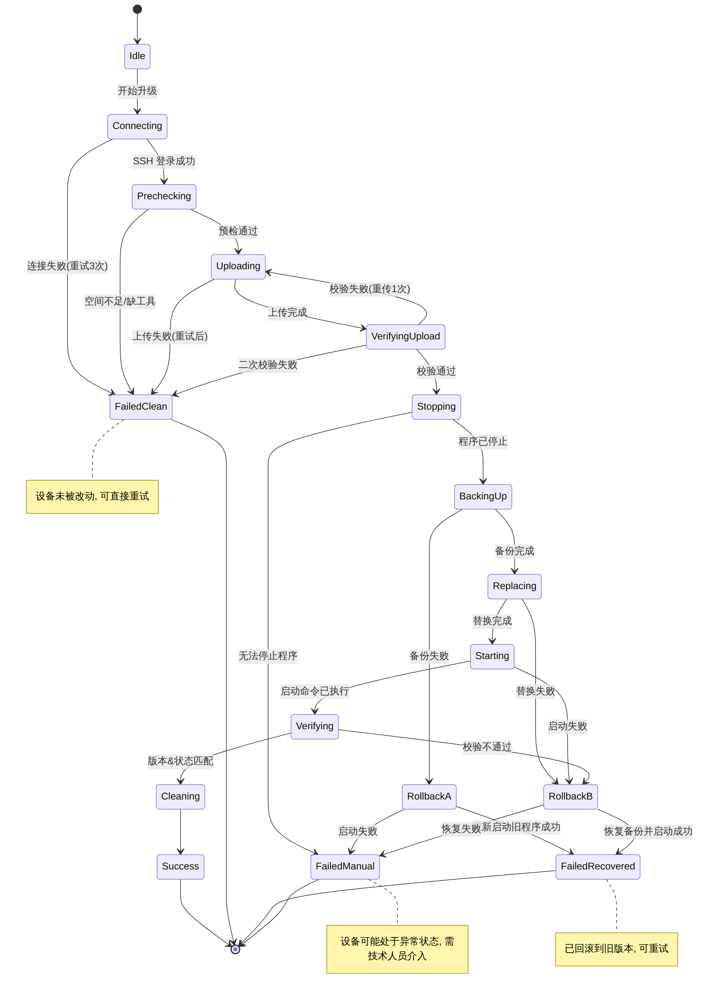 Idle
开始升级
Connecting
SSH 登录成功
Prechecking
预检通过
Uploading
连接失败(重试3次)
校验失败(重传1次)
空间不足/缺工具
上传完成
上传失败(重试后)
VerifyingUpload
二次校验失败
校验通过
FailedClean
Stopping
程序已停止
设备未被改动, 可直接重试
BackingUp
备份完成
Replacing
替换完成
无法停止程序
备份失败
Starting
启动命令已执行
替换失败
Verifying
启动失败
校验不通过
版本&状态匹配
Cleaning
RollbackA
RollbackB
启动失败
恢复失败
新启动旧程序成功
恢复备份并启动成功
Success
FailedManual
FailedRecovered
设备可能处于异常状态, 需
技术人员介入
已回滚到旧版本, 可重试